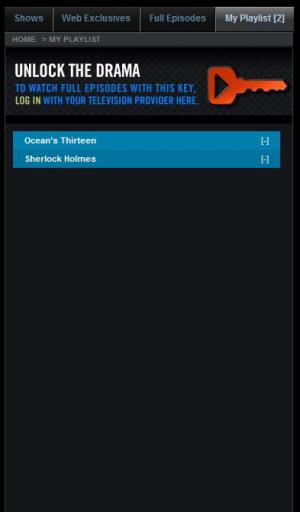 Shows Web Exclusives Full Episodes My Playlist [2]
HOME > MY PLAYLIST
UNLOCK THE DRAMA
TO WATCH FULL EPISODES WITH THIS KEY,
LOG IN WITH YOUR TELEVISION PROVIDER HERE.
Ocean's Thirteen [-]
Sherlock Holmes [-]